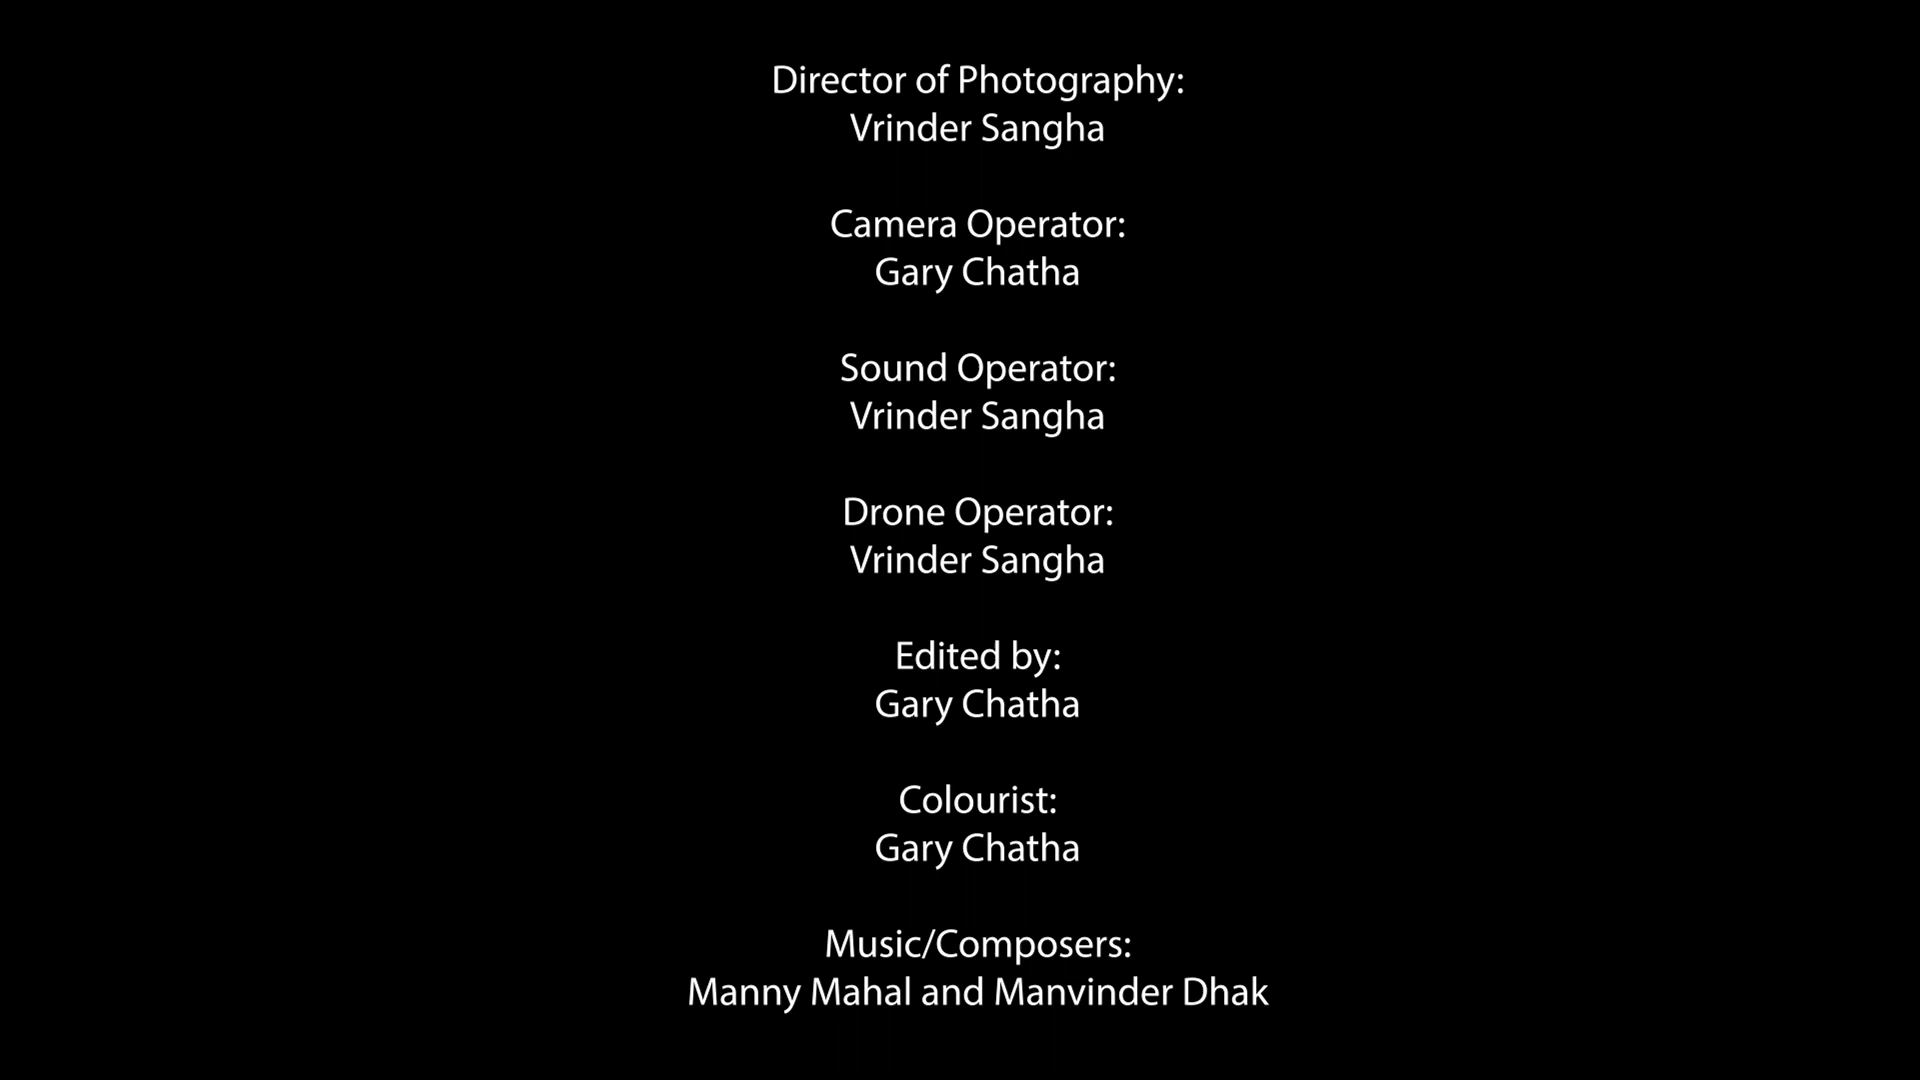 Director of Photography:
Vrinder Sangha
Camera Operator:
Gary Chatha
Sound Operator:
Vrinder Sangha
Drone Operator:
Vrinder Sangha
Edited by:
Gary Chatha
Colourist:
Gary Chatha
Music/Composers:
Manny Mahal and Manvinder Dhak